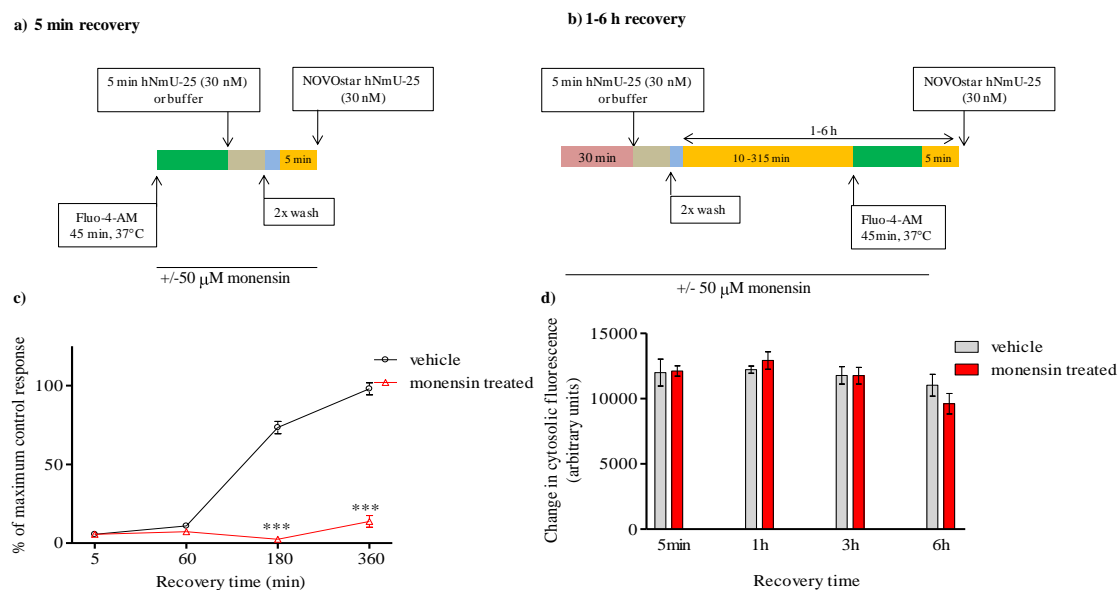 a) 5 min recovery
5 min hNmU-25 (30 nM)
or buffer
NOVOstar hNmU-25
(30 nM)
5 min
Fluo-4-AM
45 min, 37°C
2x wash
+/-50 μM monensin
b) 1-6 h recovery
5 min hNmU-25 (30 nM)
or buffer
NOVOstar hNmU-25
(30 nM)
1-6 h
30 min
10 -315 min
5 min
2x wash
Fluo-4-AM
45min, 37°C
+/- 50 μM monensin
c)
% of maximum control response
100
50
0
vehicle
monensin treated
***
***
5
60
180
360
Recovery time (min)
d)
Change in cytosolic fluorescence
(arbitrary units)
15000
10000
5000
0
vehicle
monensin treated
5min
1h
3h
6h
Recovery time